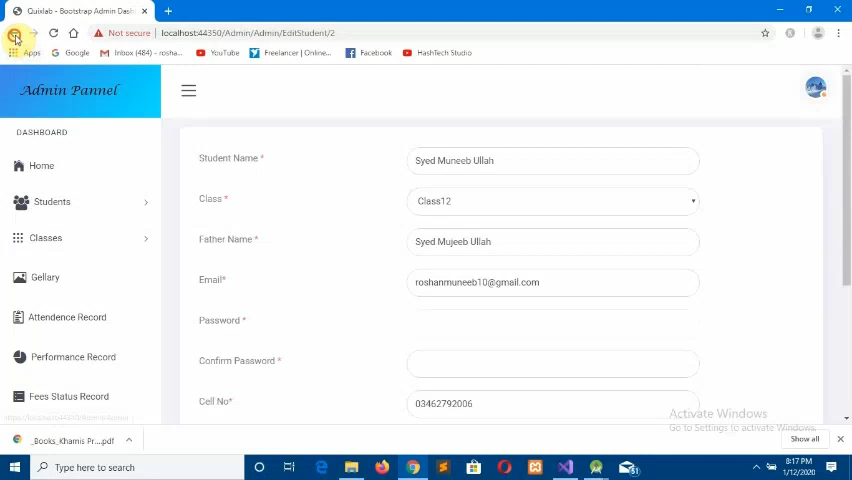 Quixlab - Bootstrap Admin Dash
Not secure
localhost:44350/Admin/Admin/EditStudent/2
Apps
Google
Inbox (484) - rosha...
YouTube
Freelancer | Online...
Facebook
HashTech Studio
Admin Pannel
DASHBOARD
Home
Students
Classes
Gellary
Attendence Record
Performance Record
Fees Status Record
Student Name *
Syed Muneeb Ullah
Class *
Class12
Father Name *
Syed Mujeeb Ullah
Email*
roshanmuneeb10@gmail.com
Password *
Confirm Password *
Cell No*
03462792006
Activate Windows
Go to Settings to activate Windows.
_Books_Khamis Pr....pdf
Show all
Type here to search
51
8:17 PM
1/12/2020